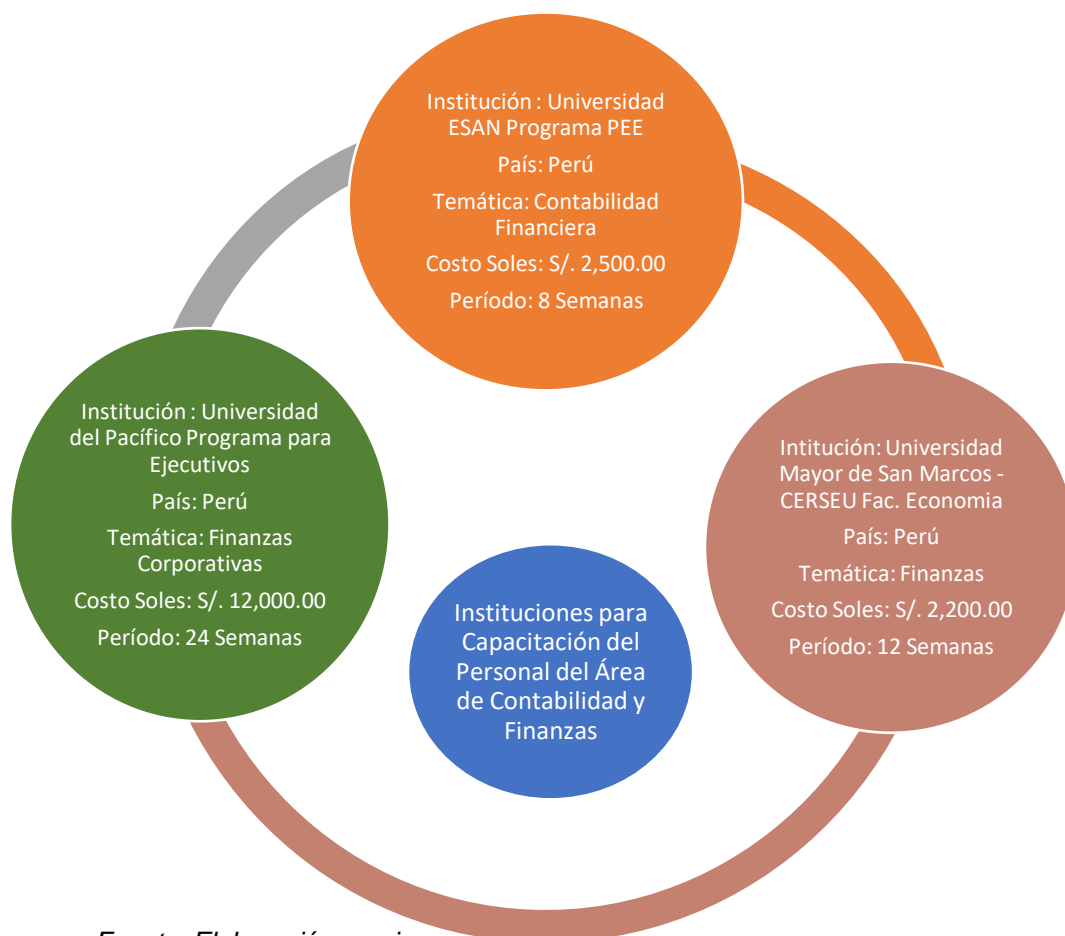 Institución : Universidad
ESAN Programa PEE
País: Perú
Temática: Contabilidad
Financiera
Costo Soles: S/. 2,500.00
Período: 8 Semanas
Institución : Universidad
del Pacífico Programa para
Ejecutivos
País: Perú
Temática: Finanzas
Corporativas
Costo Soles: S/. 12,000.00
Período: 24 Semanas
Intitución: Universidad
Mayor de San Marcos -
CERSEU Fac. Economia
País: Perú
Temática: Finanzas
Costo Soles: S/. 2,200.00
Período: 12 Semanas
Instituciones para
Capacitación del
Personal del Área
de Contabilidad y
Finanzas